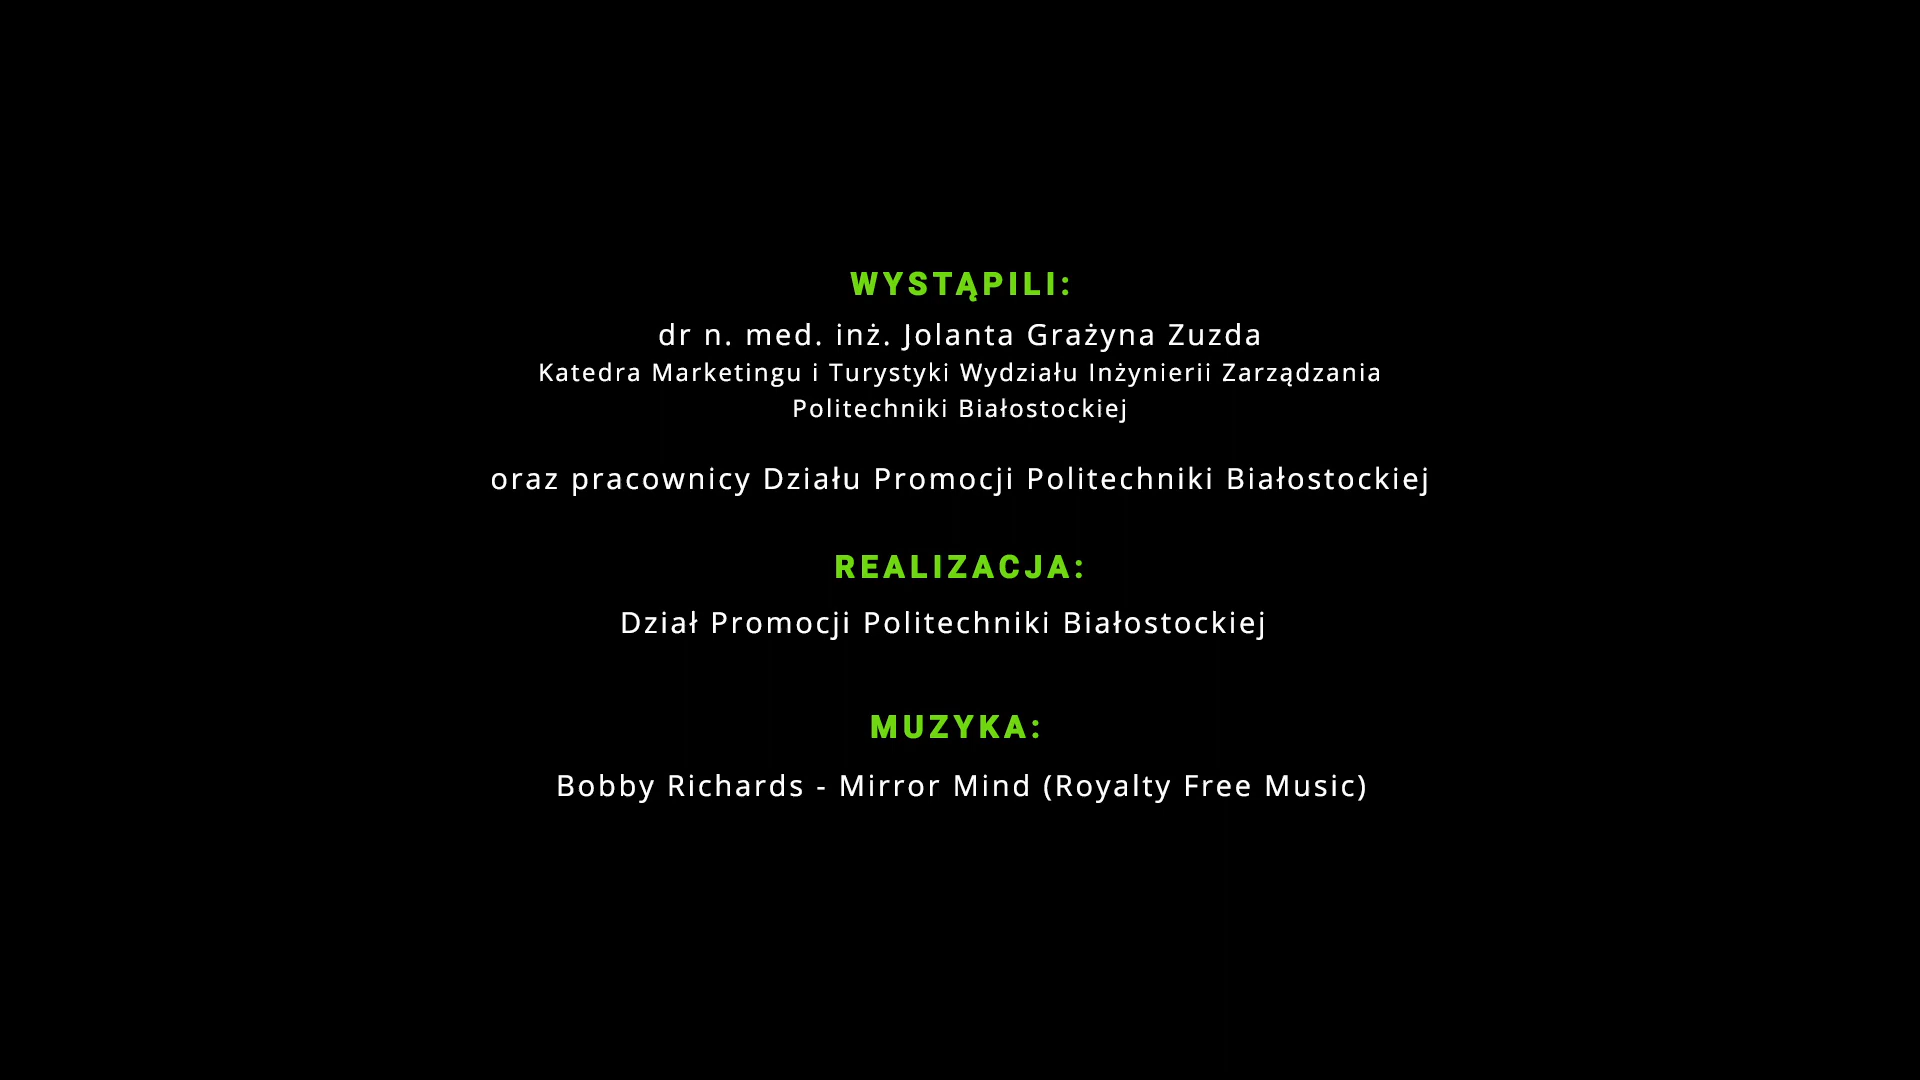 WYSTĄPILI:
dr n. med. inż. Jolanta Grażyna Zuzda
Katedra Marketingu i Turystyki Wydziału Inżynierii Zarządzania
Politechniki Białostockiej
oraz pracownicy Działu Promocji Politechniki Białostockiej
REALIZACJA:
Dział Promocji Politechniki Białostockiej
MUZYKA:
Bobby Richards - Mirror Mind (Royalty Free Music)